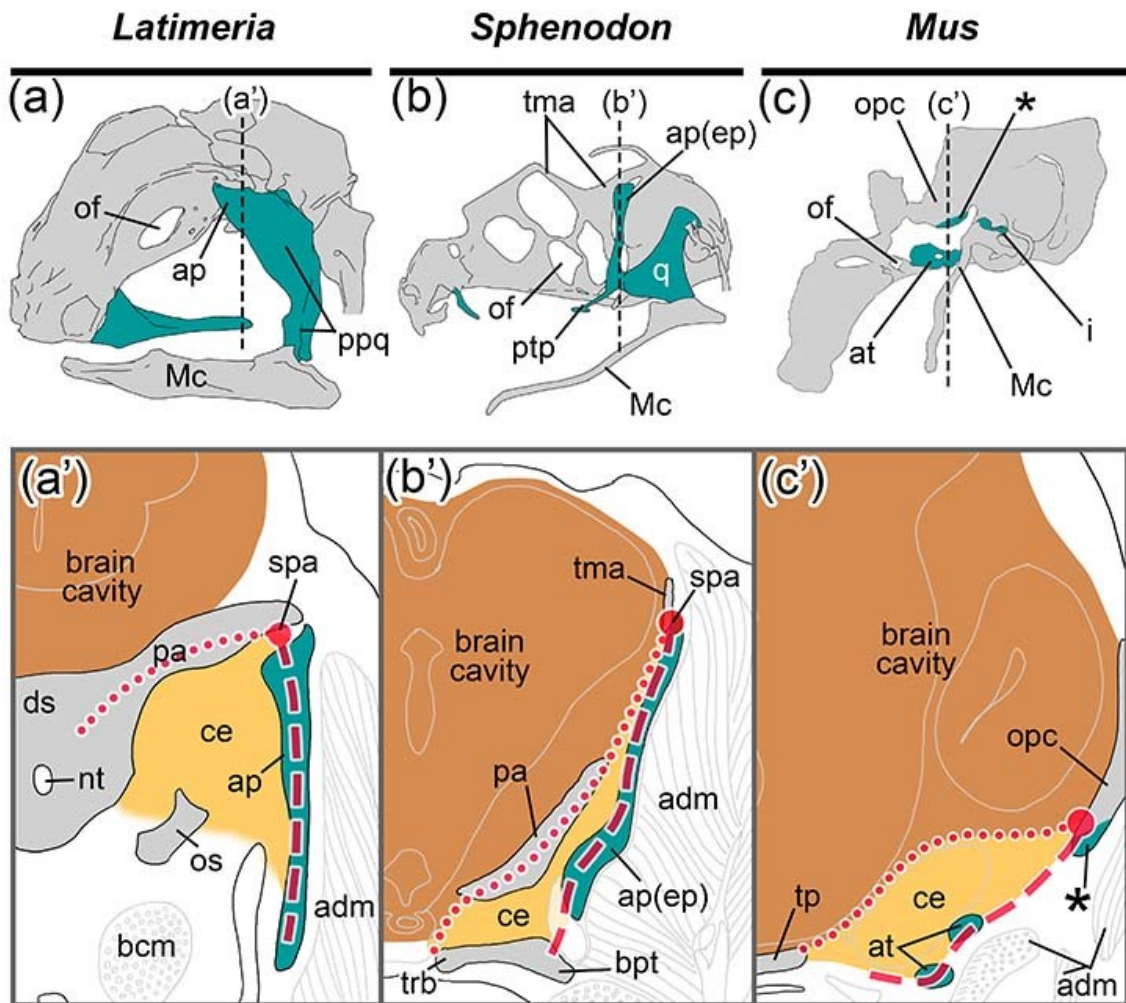 Latimeria
Sphenodon
Mus
(a)
(a')
of
ap
ppq
Mc
(b)
tma
(b')
ap(ep)
of
q
ptp
Mc
(c)
opc
(c')
*
of
at
i
Mc
(a')
brain
cavity
spa
pa
ds
ce
nt
ap
os
adm
bcm
(b')
tma
spa
brain
cavity
pa
adm
ap(ep)
ce
trb
bpt
(c')
brain
cavity
opc
tp
ce
*
at
adm